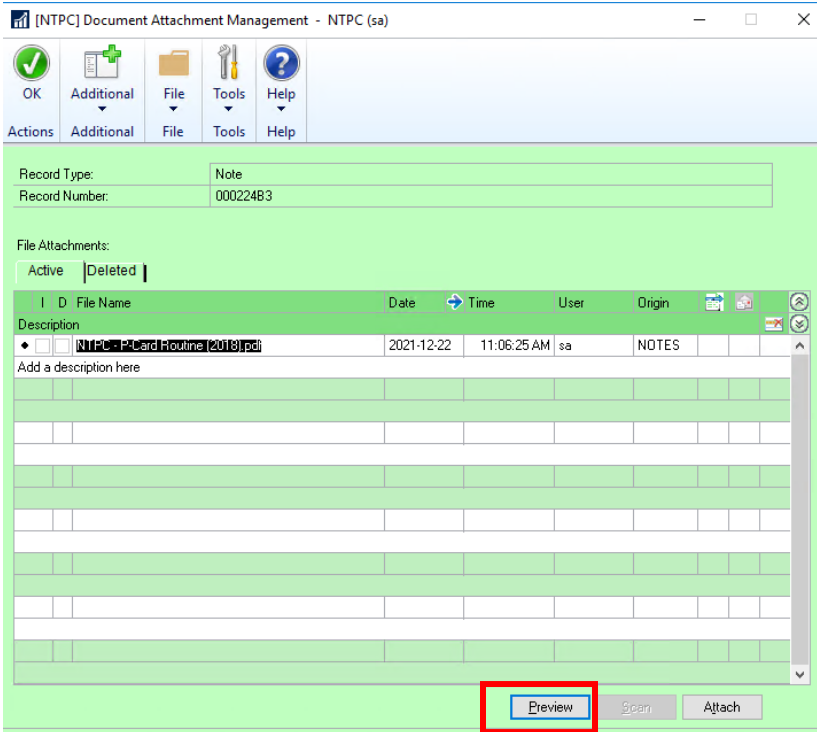 [NTPC] Document Attachment Management - NTPC (sa)
OK Additional File Tools Help
Actions Additional File Tools Help
Record Type: Note
Record Number: 000224B3
File Attachments:
Active Deleted
I D File Name Date Time User Origin
Description
NTPC - P-Card Routine (2018).pdf 2021-12-22 11:06:25 AM sa NOTES
Add a description here
Preview Scan Attach